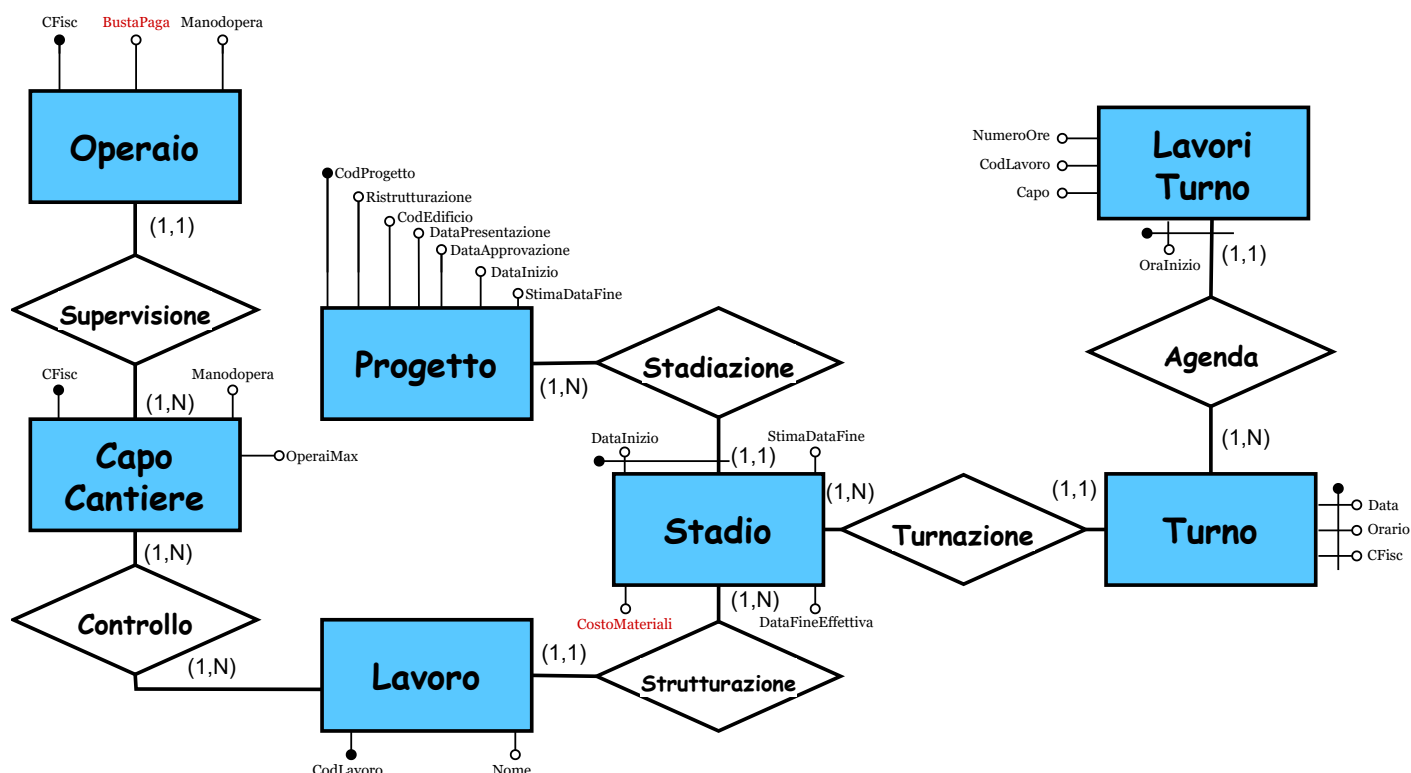 CFisc
BustaPaga
Manodopera
Operaio
(1,1)
Supervisione
(1,N)
CFisc
Manodopera
OperaiMax
Capo
Cantiere
(1,N)
Controllo
(1,N)
CodProgetto
Ristrutturazione
CodEdificio
DataPresentazione
DataApprovazione
DataInizio
StimaDataFine
Progetto
(1,N)
Stadiazione
(1,1)
DataInizio
StimaDataFine
Stadio
(1,N)
CostoMateriali
(1,N)
DataFineEffettiva
Strutturazione
(1,1)
Lavoro
CodLavoro
Nome
Turnazione
(1,1)
Turno
Data
Orario
CFisc
(1,N)
Agenda
(1,1)
OraInizio
NumeroOre
CodLavoro
Capo
Lavori
Turno